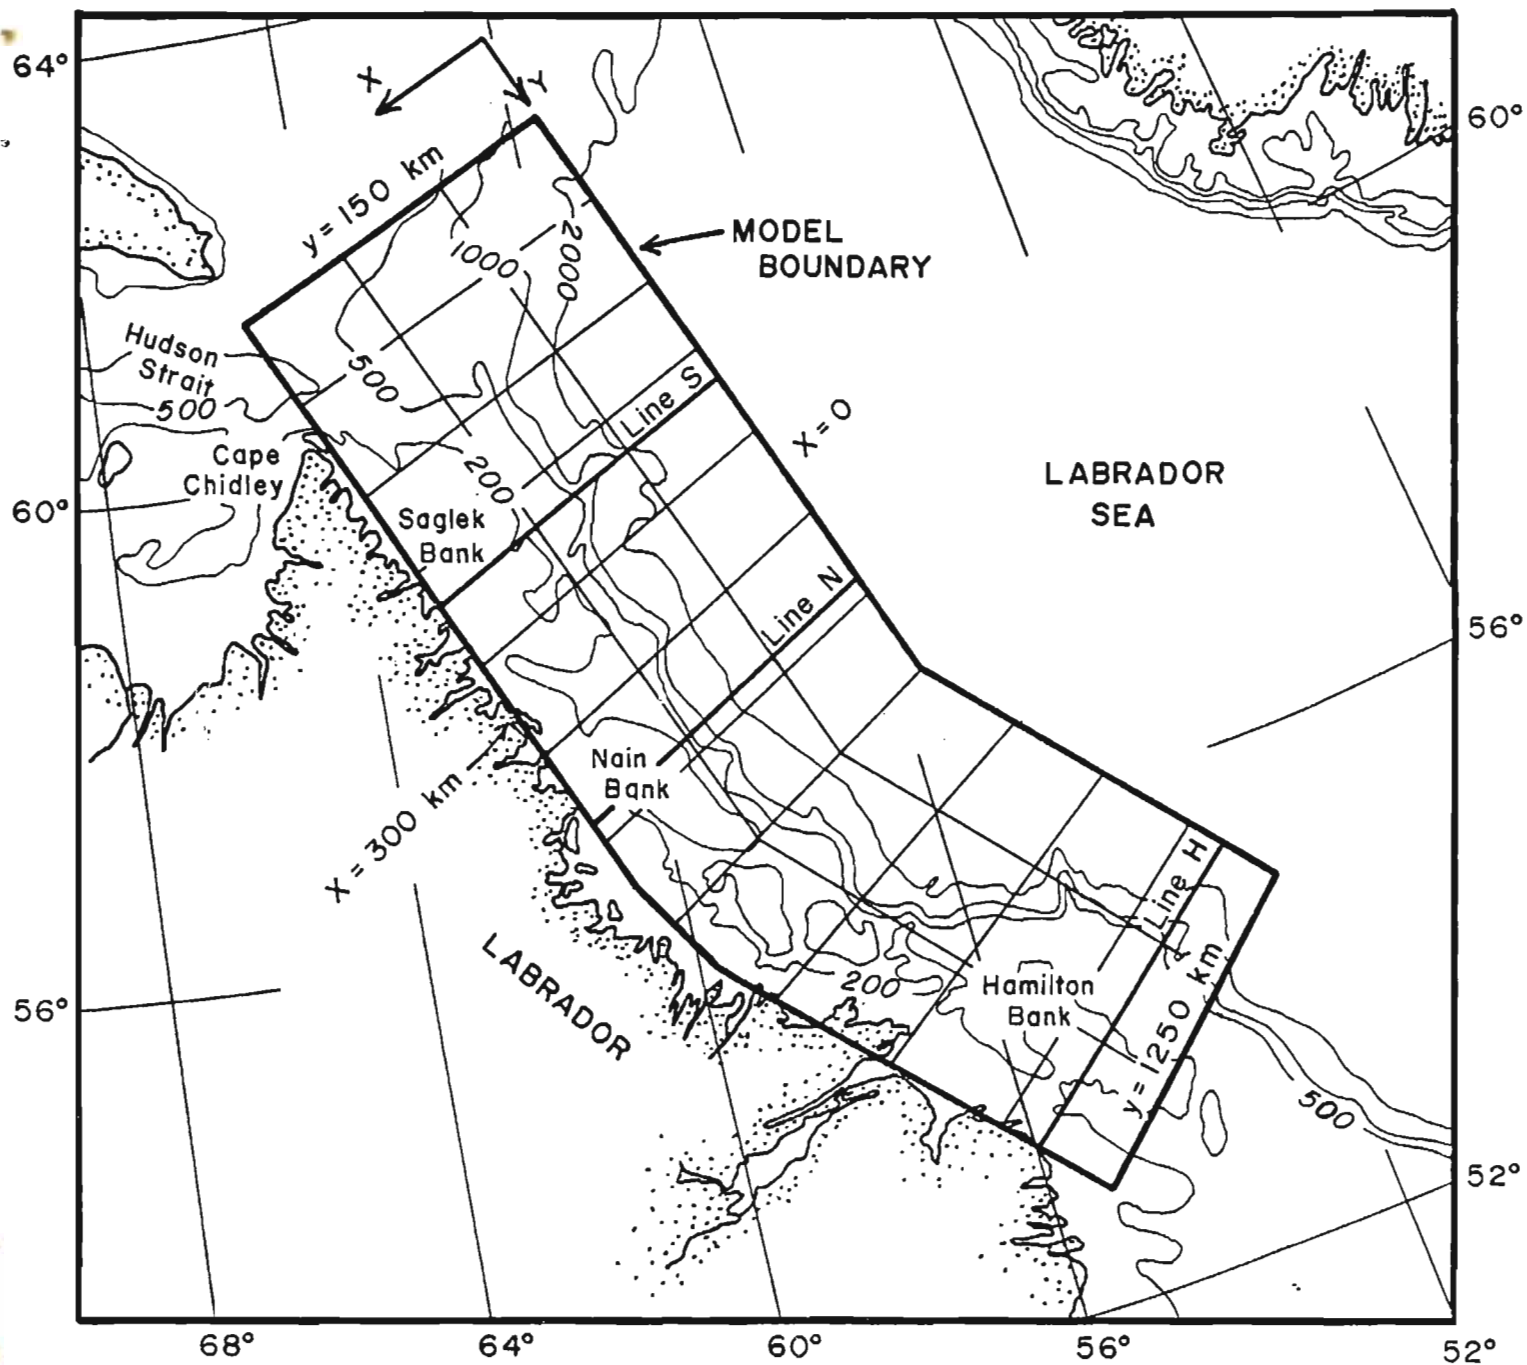 64°
60°
56°
X
Y
y=150 km
MODEL
BOUNDARY
60°
56°
52°
1000
2000
500
Hudson
Strait
500
Cape
Chidley
200
Line S
X=0
Saglek
Bank
LABRADOR
SEA
Line N
Nain
Bank
X=300 km
LABRADOR
200
Line H
Hamilton
Bank
y=1250 km
500
68°
64°
60°
56°
52°